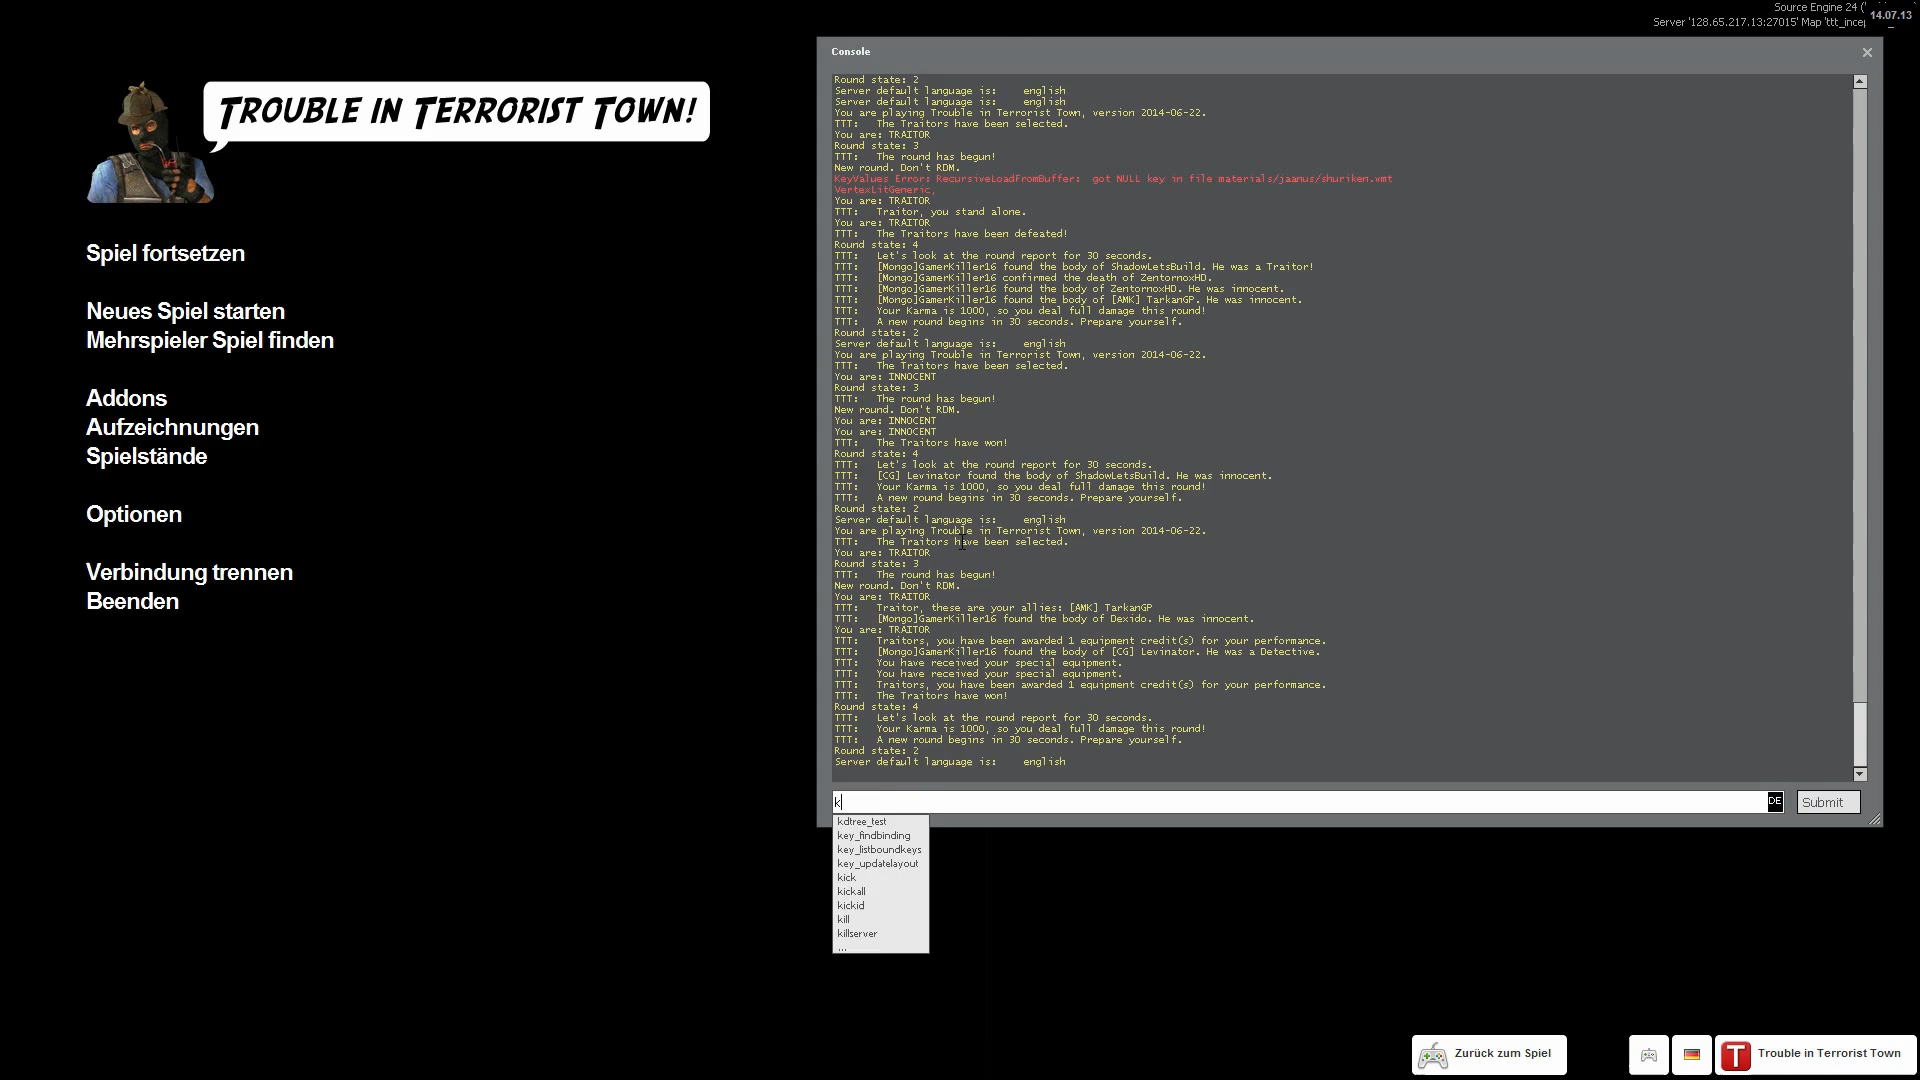 Source Engine 24 ('
14.07.13
Server '128.65.217.13:27015' Map 'ttt_ince
TROUBLE IN TERRORIST TOWN!
Spiel fortsetzen
Neues Spiel starten
Mehrspieler Spiel finden
Addons
Aufzeichnungen
Spielstände
Optionen
Verbindung trennen
Beenden
Console
Round state: 2
Server default language is: english
Server default language is: english
You are playing Trouble in Terrorist Town, version 2014-06-22.
TTT: The Traitors have been selected.
You are: TRAITOR
Round state: 3
TTT: The round has begun!
New round. Don't RDM.
KeyValues Error: RecursiveLoadFromBuffer: got NULL key in file materials/jaanus/shuriken.vmt
VertexLitGeneric,
You are: TRAITOR
TTT: Traitor, you stand alone.
You are: TRAITOR
TTT: The Traitors have been defeated!
Round state: 4
TTT: Let's look at the round report for 30 seconds.
TTT: [Mongo]GamerKiller16 found the body of ShadowLetsBuild. He was a Traitor!
TTT: [Mongo]GamerKiller16 confirmed the death of ZentornoxHD.
TTT: [Mongo]GamerKiller16 found the body of ZentornoxHD. He was innocent.
TTT: [Mongo]GamerKiller16 found the body of [AMK] TarkanGP. He was innocent.
TTT: Your Karma is 1000, so you deal full damage this round!
TTT: A new round begins in 30 seconds. Prepare yourself.
Round state: 2
Server default language is: english
You are playing Trouble in Terrorist Town, version 2014-06-22.
TTT: The Traitors have been selected.
You are: INNOCENT
Round state: 3
TTT: The round has begun!
New round. Don't RDM.
You are: INNOCENT
You are: INNOCENT
TTT: The Traitors have won!
Round state: 4
TTT: Let's look at the round report for 30 seconds.
TTT: [CG] Levinator found the body of ShadowLetsBuild. He was innocent.
TTT: Your Karma is 1000, so you deal full damage this round!
TTT: A new round begins in 30 seconds. Prepare yourself.
Round state: 2
Server default language is: english
You are playing Trouble in Terrorist Town, version 2014-06-22.
TTT: The Traitors have been selected.
You are: TRAITOR
Round state: 3
TTT: The round has begun!
New round. Don't RDM.
You are: TRAITOR
TTT: Traitor, these are your allies: [AMK] TarkanGP
TTT: [Mongo]GamerKiller16 found the body of Dexido. He was innocent.
You are: TRAITOR
TTT: Traitors, you have been awarded 1 equipment credit(s) for your performance.
TTT: [Mongo]GamerKiller16 found the body of [CG] Levinator. He was a Detective.
TTT: You have received your special equipment.
TTT: You have received your special equipment.
TTT: Traitors, you have been awarded 1 equipment credit(s) for your performance.
TTT: The Traitors have won!
Round state: 4
TTT: Let's look at the round report for 30 seconds.
TTT: Your Karma is 1000, so you deal full damage this round!
TTT: A new round begins in 30 seconds. Prepare yourself.
Round state: 2
Server default language is: english
k
DE
Submit
kdtree_test
key_findbinding
key_listboundkeys
key_updatelayout
kick
kickall
kickid
kill
killserver
...
Zurück zum Spiel
T
Trouble in Terrorist Town